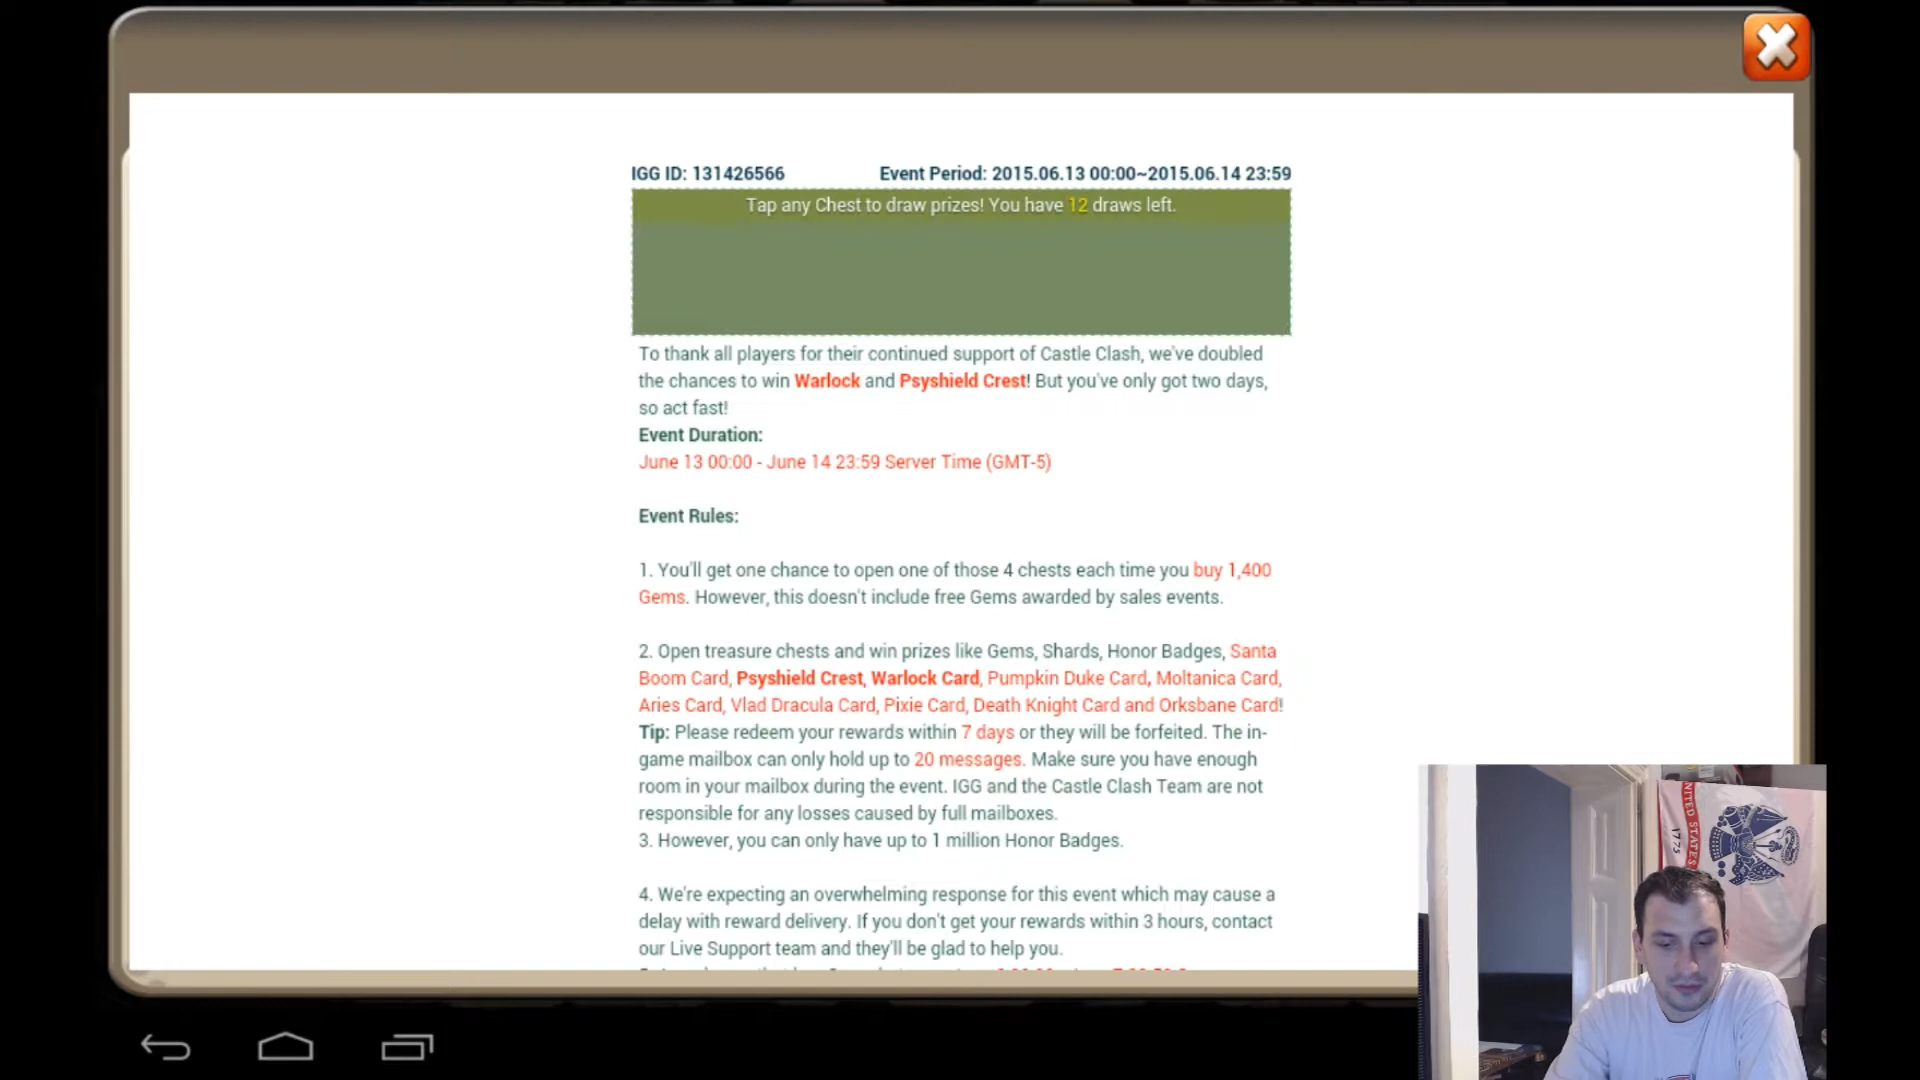 IGG ID: 131426566 Event Period: 2015.06.13 00:00~2015.06.14 23:59
Tap any Chest to draw prizes! You have 12 draws left.
To thank all players for their continued support of Castle Clash, we've doubled
the chances to win Warlock and Psyshield Crest! But you've only got two days,
so act fast!
Event Duration:
June 13 00:00 - June 14 23:59 Server Time (GMT-5)
Event Rules:
1. You'll get one chance to open one of those 4 chests each time you buy 1,400
Gems. However, this doesn't include free Gems awarded by sales events.
2. Open treasure chests and win prizes like Gems, Shards, Honor Badges, Santa
Boom Card, Psyshield Crest, Warlock Card, Pumpkin Duke Card, Moltanica Card,
Aries Card, Vlad Dracula Card, Pixie Card, Death Knight Card and Orksbane Card!
Tip: Please redeem your rewards within 7 days or they will be forfeited. The in-
game mailbox can only hold up to 20 messages. Make sure you have enough
room in your mailbox during the event. IGG and the Castle Clash Team are not
responsible for any losses caused by full mailboxes.
3. However, you can only have up to 1 million Honor Badges.
4. We're expecting an overwhelming response for this event which may cause a
delay with reward delivery. If you don't get your rewards within 3 hours, contact
our Live Support team and they'll be glad to help you.
UNITED STATES
1775